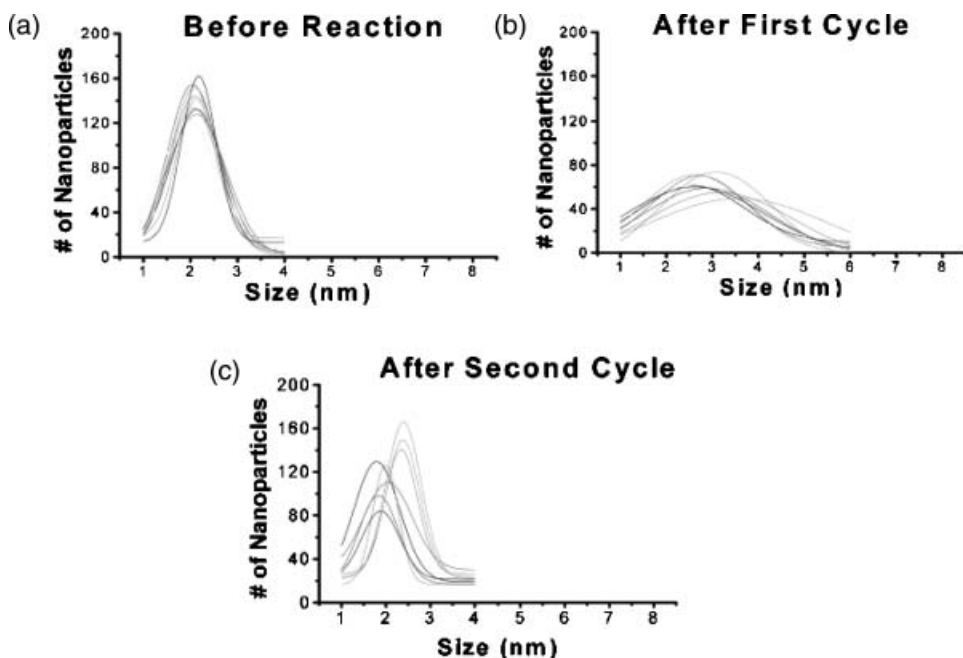 (a) Before Reaction
# of Nanoparticles
200
160
120
80
40
0
1 2 3 4 5 6 7 8
Size (nm)
(b) After First Cycle
# of Nanoparticles
200
160
120
80
40
0
1 2 3 4 5 6 7 8
Size (nm)
(c) After Second Cycle
# of Nanoparticles
200
160
120
80
40
0
1 2 3 4 5 6 7 8
Size (nm)